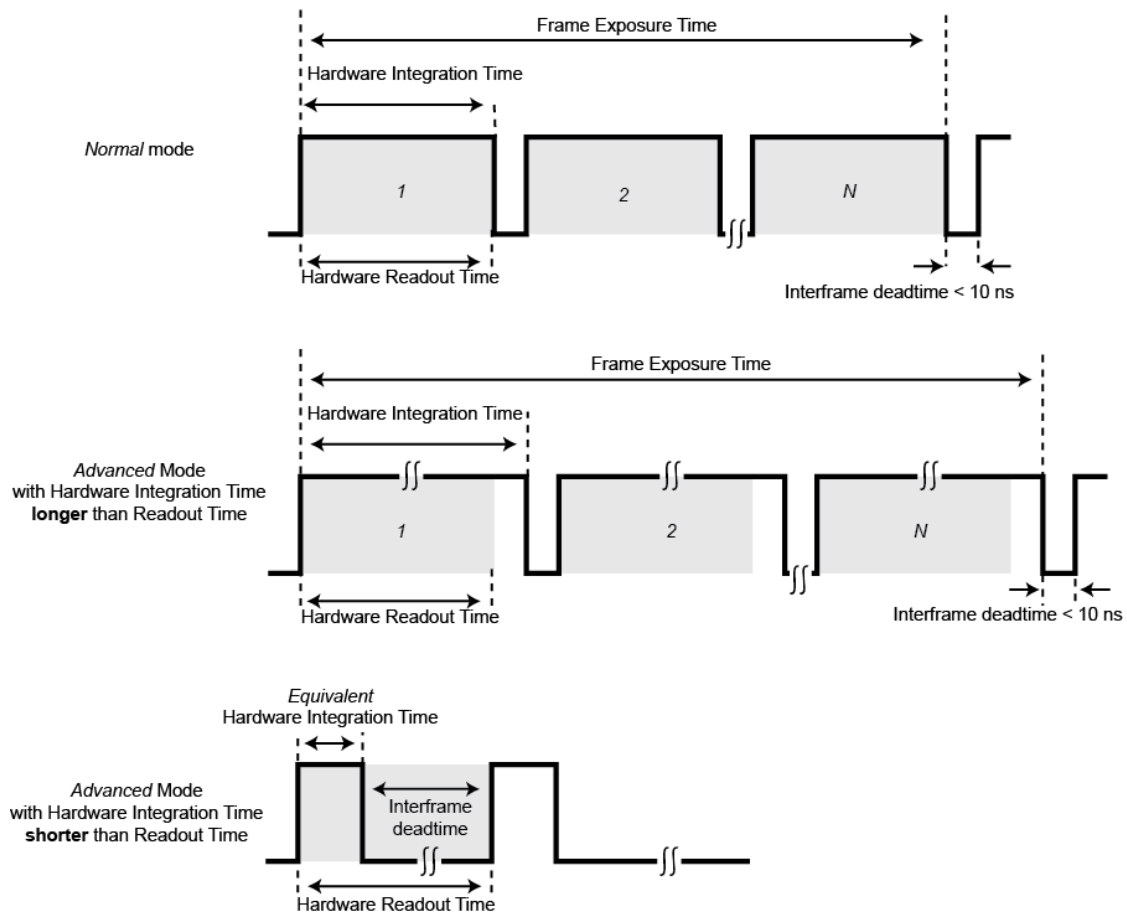 Frame Exposure Time
Hardware Integration Time
Normal mode
1
2
N
Hardware Readout Time
Interframe deadtime < 10 ns
Frame Exposure Time
Hardware Integration Time
Advanced Mode
with Hardware Integration Time
longer than Readout Time
1
2
N
Hardware Readout Time
Interframe deadtime < 10 ns
Equivalent
Hardware Integration Time
Advanced Mode
with Hardware Integration Time
shorter than Readout Time
Interframe
deadtime
Hardware Readout Time